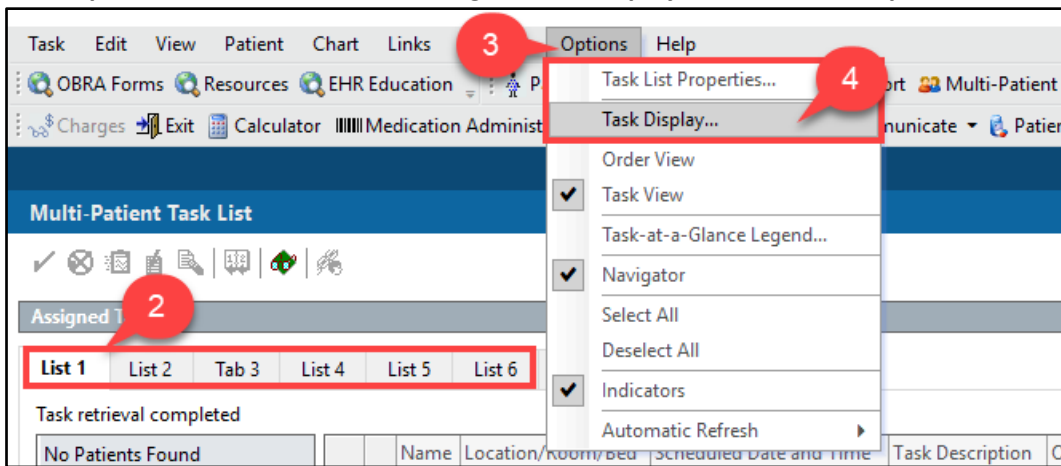 Task Edit View Patient Chart Links 3 Options Help
OBRA Forms Resources EHR Education Task List Properties... 4 Multi-Patient
Charges Exit Calculator Medication Administ Task Display...
Order View
Multi-Patient Task List Task View
Task-at-a-Glance Legend...
Navigator
Assigned 2 Select All
Deselect All
List 1 List 2 Tab 3 List 4 List 5 List 6
Indicators
Task retrieval completed
Automatic Refresh
No Patients Found Name Location/Room/Bed Scheduled Date and Time Task Description